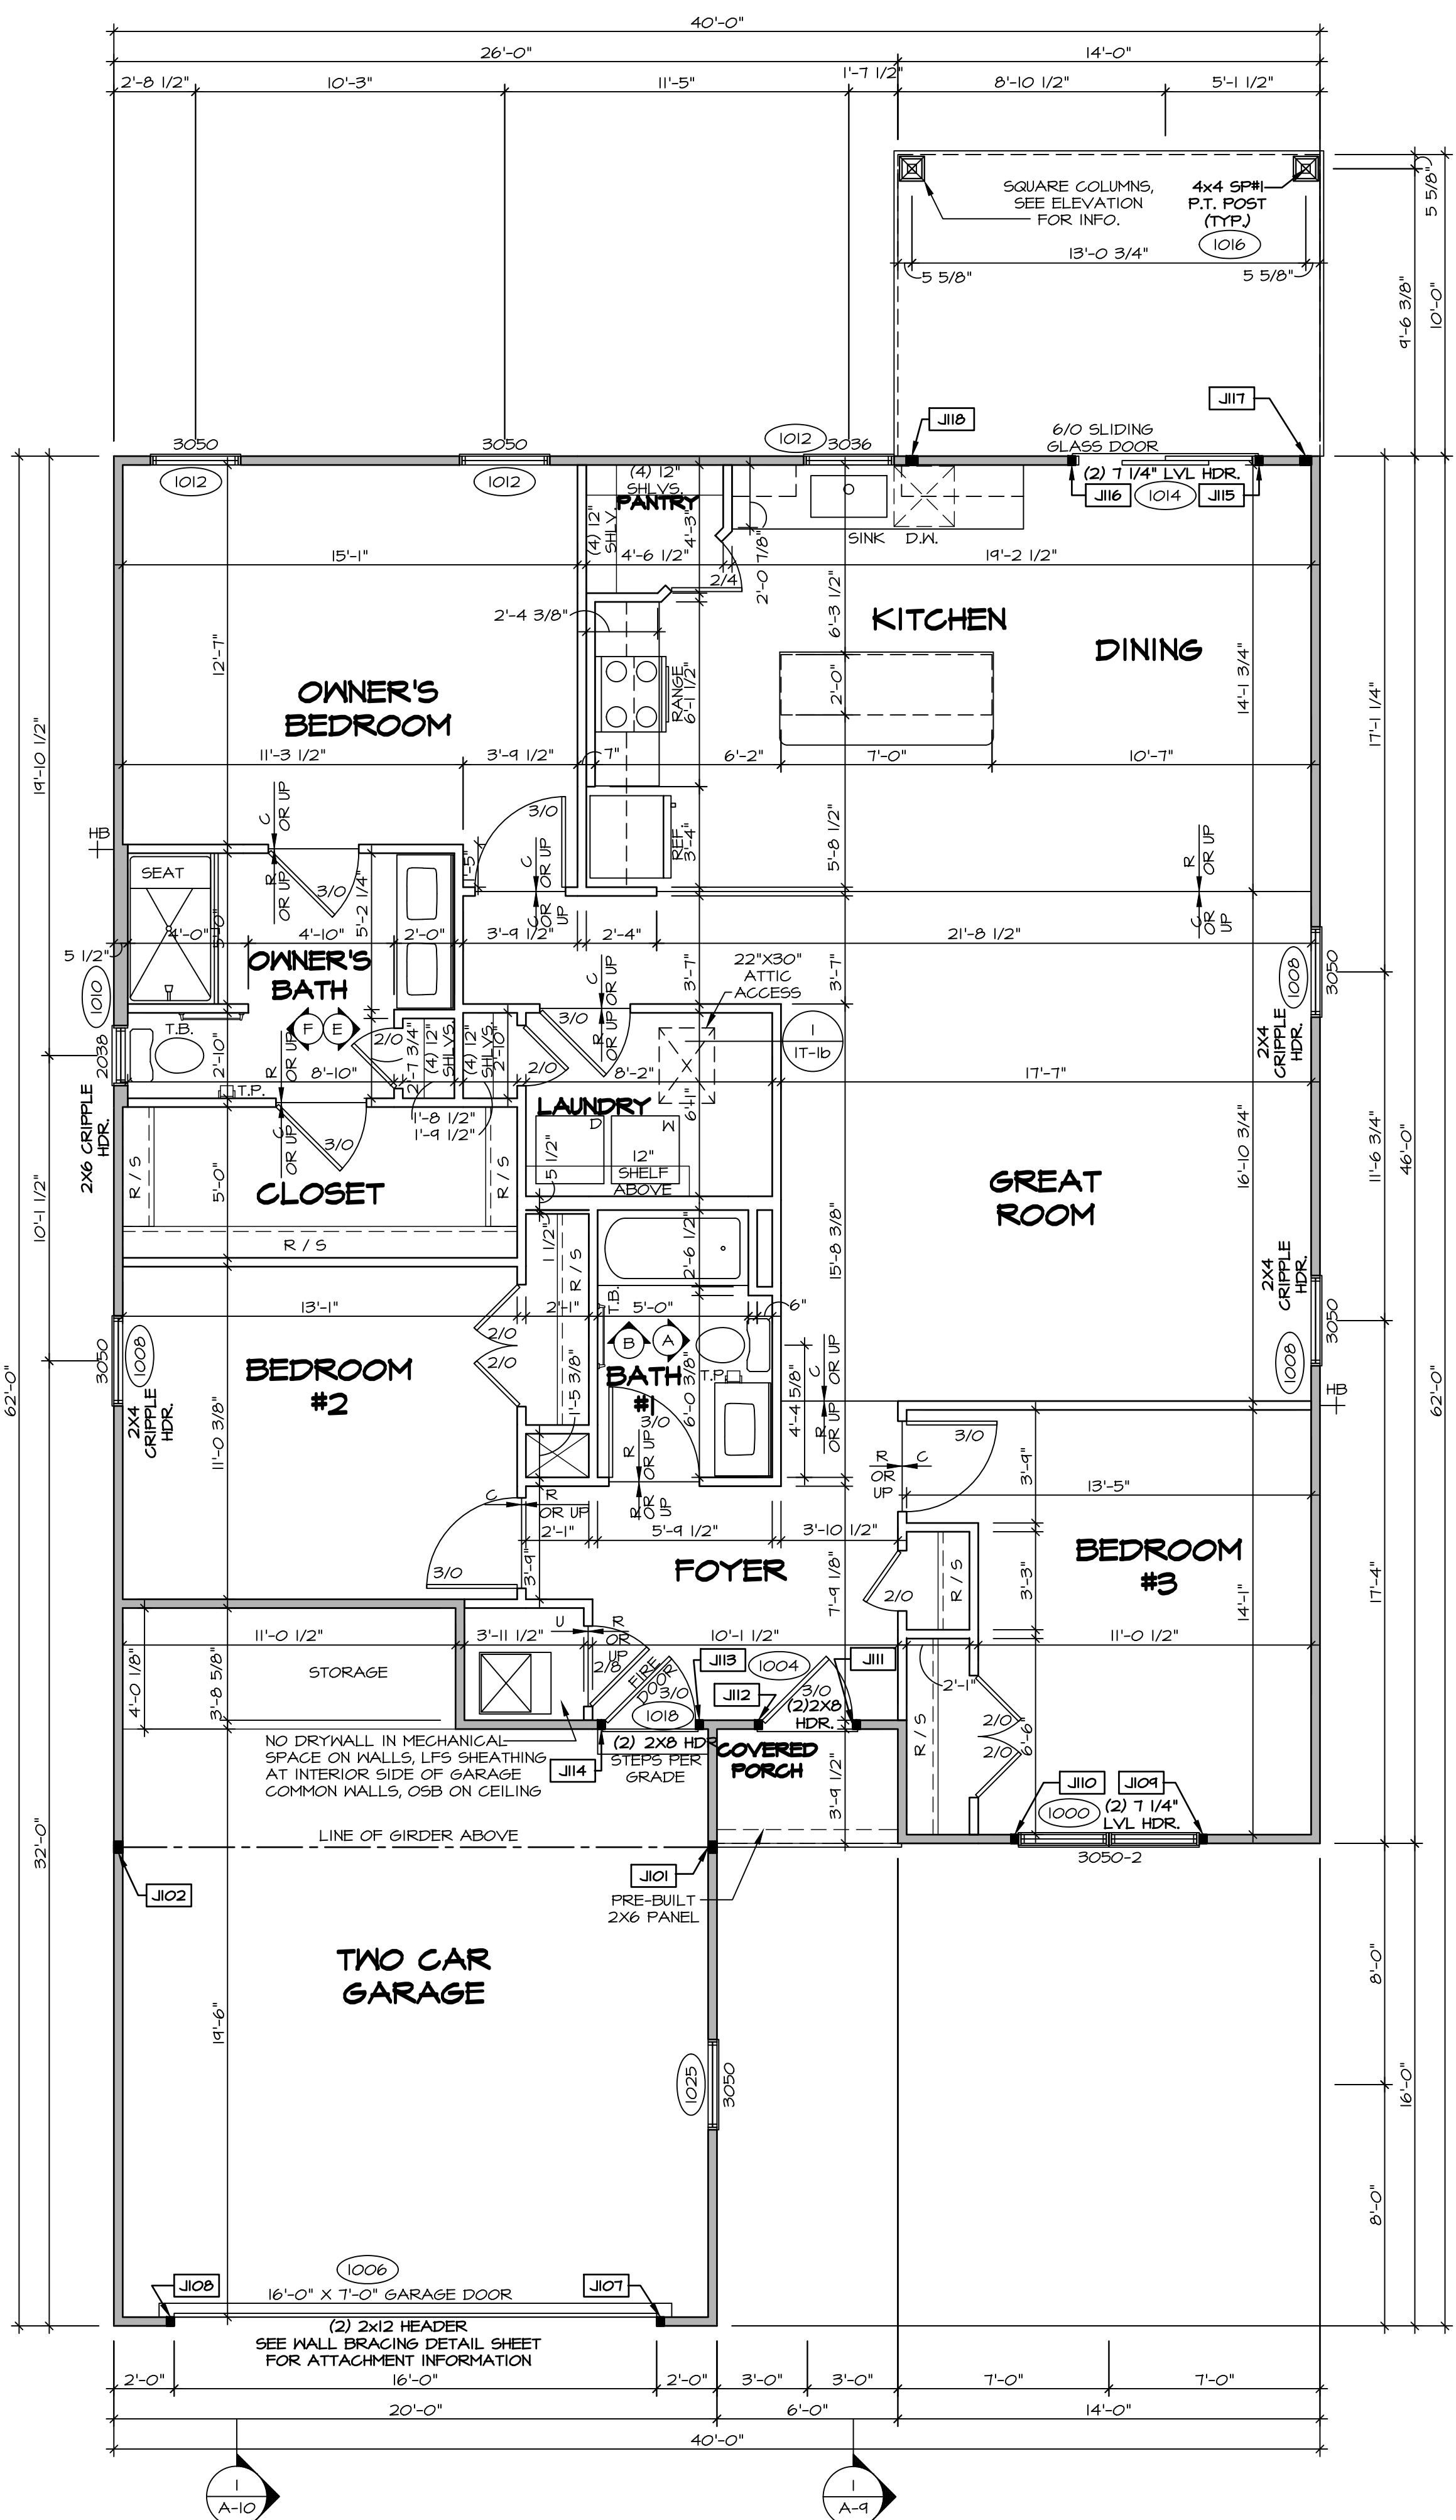 40'-0"
26'-0"
14'-0"
2'-8 1/2"
10'-3"
11'-5"
1'-7 1/2"
8'-10 1/2"
5'-1 1/2"
SQUARE COLUMNS,
SEE ELEVATION
FOR INFO.
4x4 SP#1
P.T. POST
(TYP.)
1016
13'-0 3/4"
5 5/8"
5 5/8"
5 5/8"
9'-6 3/8"
10'-0"
J118
J117
6/0 SLIDING
GLASS DOOR
(2) 7 1/4" LVL HDR.
J116
1014
J115
3050
1012
3050
1012
1012
3036
(4) 12"
SHLVS.
PANTRY
(4) 12"
SHLV.
4'-3"
4'-6 1/2"
2/4
2'-0 7/8"
SINK
D.W.
15'-1"
19'-2 1/2"
2'-4 3/8"
6'-3 1/2"
KITCHEN
DINING
12'-7"
OWNER'S
BEDROOM
RANGE
6'-1 1/2"
2'-0"
14'-1 3/4"
17'-1 1/4"
19'-10 1/2"
11'-3 1/2"
3'-9 1/2"
7"
6'-2"
7'-0"
10'-7"
HB
C
OR UP
R
OR UP
3/0
3/0
1'-5"
C
OR UP
C
OR UP
REF.
3'-4"
5'-8 1/2"
R
OR UP
C
OR UP
SEAT
5'-0"
5'-2 1/4"
4'-0"
4'-10"
2'-0"
3'-9 1/2"
2'-4"
21'-8 1/2"
5 1/2"
OWNER'S
BATH
1010
2038
2X6 CRIPPLE
HDR.
T.B.
F
E
2'-10"
R
OR UP
C
OR UP
8'-10"
T.P.
3/0
2/0
2'-7 3/4"
(4) 12"
SHLVS.
(4) 12"
SHLVS.
2'-10"
1'-8 1/2"
1'-9 1/2"
2/0
3/0
C
OR UP
R
OR UP
3'-7"
3'-7"
22"X30"
ATTIC
ACCESS
1
1T-1b
8'-2"
17'-7"
1008
3050
2X4
CRIPPLE
HDR.
LAUNDRY
D
W
6'-1"
12"
SHELF
ABOVE
5 1/2"
R / S
5'-0"
CLOSET
R / S
R / S
10'-1 1/2"
GREAT
ROOM
16'-10 3/4"
11'-6 3/4"
46'-0"
15'-8 3/8"
1 1/2"
R / S
2'-6 1/2"
2X4
CRIPPLE
HDR.
3050
1008
HB
13'-1"
2'-1"
T.B.
5'-0"
6"
3050
1008
2X4
CRIPPLE
HDR.
BEDROOM
#2
2/0
2/0
B
A
BATH
#1
T.P.
3/0
1'-5 3/8"
6'-0 3/8"
4'-4 5/8"
C
OR UP
R
OR UP
62'-0"
62'-0"
11'-0 3/8"
R
OR UP
R
OR UP
C
R
OR UP
R
C
OR
UP
3/0
3'-9"
13'-5"
2'-1"
5'-9 1/2"
3'-10 1/2"
3/0
3'-9"
FOYER
7'-9 1/8"
2/0
R / S
3'-3"
BEDROOM
#3
14'-1"
17'-4"
11'-0 1/2"
3'-11 1/2"
U
R
OR
UP
2/8
10'-1 1/2"
11'-0 1/2"
4'-0 1/8"
3'-8 5/8"
STORAGE
FIRE
DOOR
3/0
1018
J113
1004
J111
J112
3/0
(2)2X8
HDR.
2'-1"
R / S
2/0
2/0
6'-6"
NO DRYWALL IN MECHANICAL
SPACE ON WALLS, LFS SHEATHING
AT INTERIOR SIDE OF GARAGE
COMMON WALLS, OSB ON CEILING
J114
(2) 2X8 HDR
STEPS PER
GRADE
COVERED
PORCH
3'-9 1/2"
J110
J109
1000
(2) 7 1/4"
LVL HDR.
3050-2
LINE OF GIRDER ABOVE
J102
J101
PRE-BUILT
2X6 PANEL
32'-0"
TWO CAR
GARAGE
19'-6"
8'-0"
16'-0"
8'-0"
1025
3050
1006
J108
J107
16'-0" X 7'-0" GARAGE DOOR
(2) 2x12 HEADER
SEE WALL BRACING DETAIL SHEET
FOR ATTACHMENT INFORMATION
2'-0"
16'-0"
2'-0"
3'-0"
3'-0"
7'-0"
7'-0"
20'-0"
6'-0"
14'-0"
40'-0"
1
A-10
1
A-9